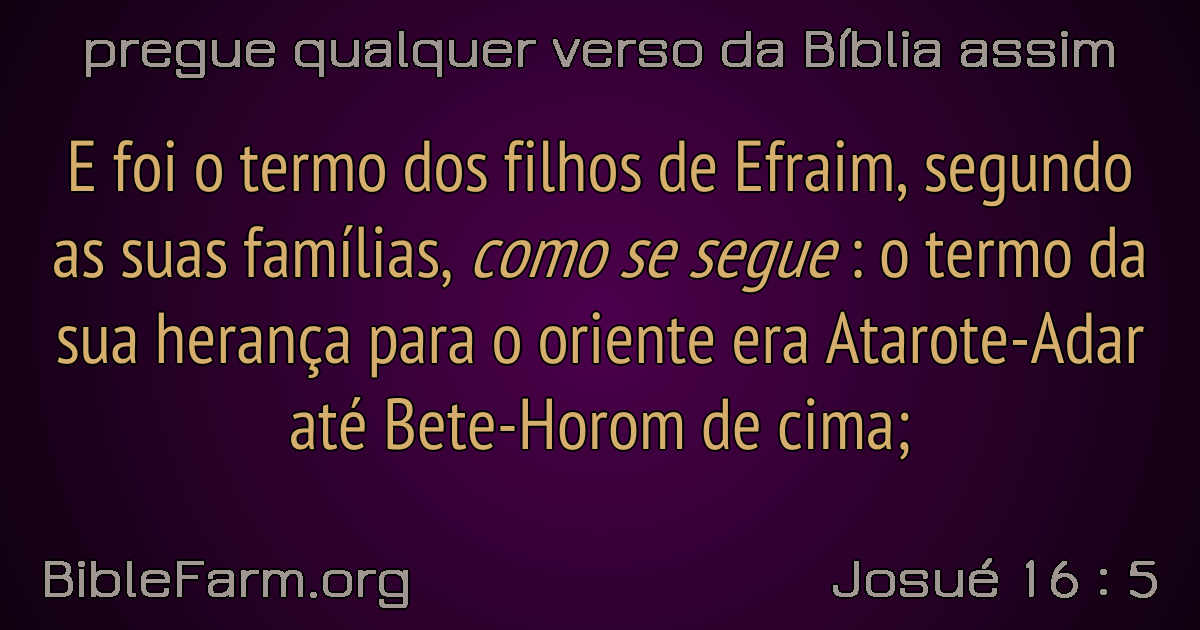 pregue qualquer verso da Bíblia assim
E foi o termo dos filhos de Efraim, segundo
as suas famílias, como se segue : o termo da
sua herança para o oriente era Atarote-Adar
até Bete-Horom de cima;
BibleFarm.org
Josué 16 : 5